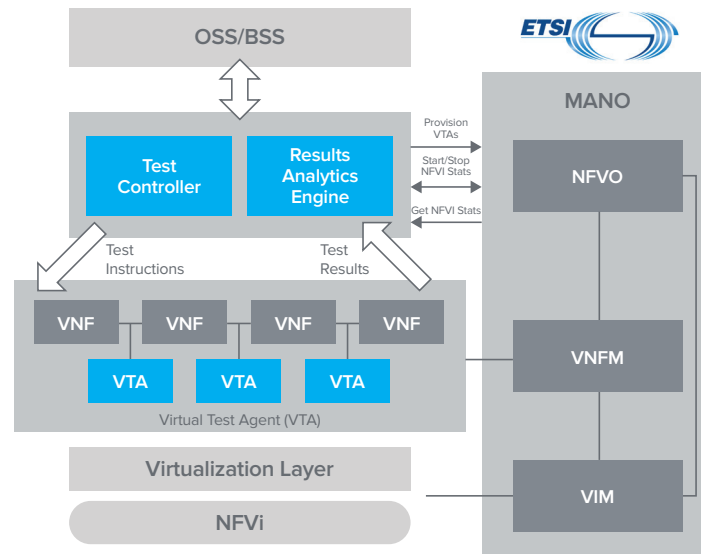 OSS/BSS
ETSI
MANO
Test
Controller
Results
Analytics
Engine
Provision
VTAs
Start/Stop
NFVI Stats
Get NFVI Stats
NFVO
Test
Instructions
Test
Results
VNF
VNF
VNF
VNF
VTA
VTA
VTA
Virtual Test Agent (VTA)
VNFM
Virtualization Layer
VIM
NFVi